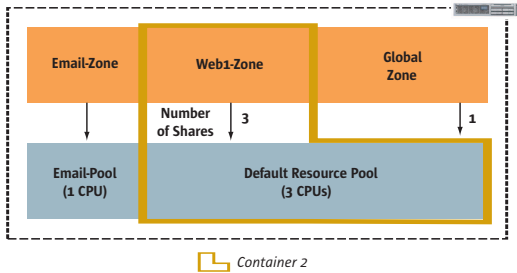 Email-Zone
Web1-Zone
Global
Zone
Number
of Shares
3
1
Email-Pool
(1 CPU)
Default Resource Pool
(3 CPUs)
Container 2